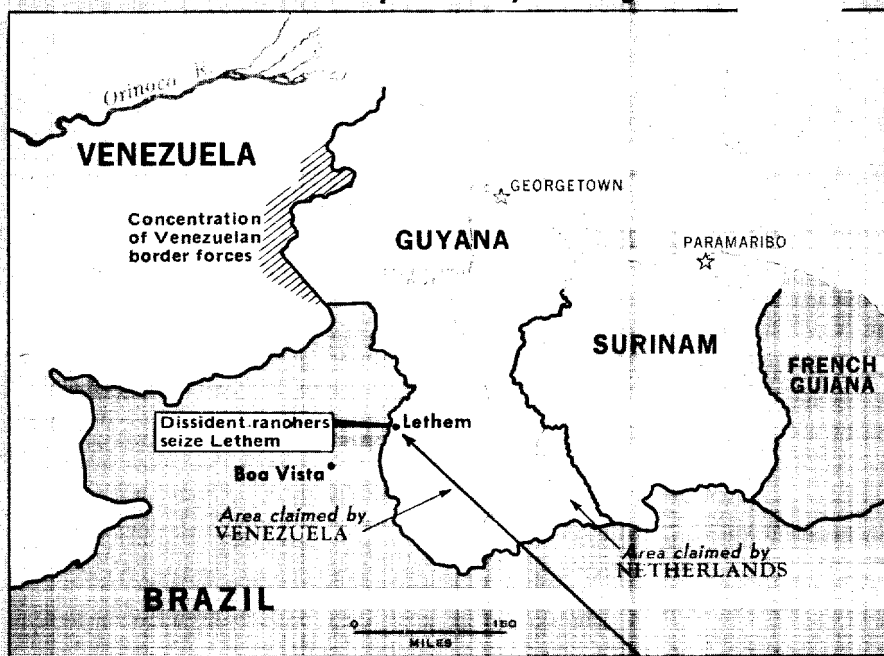 Orinoco R.
VENEZUELA
Concentration
of Venezuelan
border forces
GEORGETOWN
GUYANA
PARAMARIBO
SURINAM
FRENCH
GUIANA
Dissident ranchers
seize Lethem
Lethem
Boa Vista
Area claimed by
VENEZUELA
Area claimed by
NETHERLANDS
BRAZIL
0 150
MILES